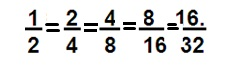 1/2 = 2/4 = 4/8 = 8/16 = 16./32